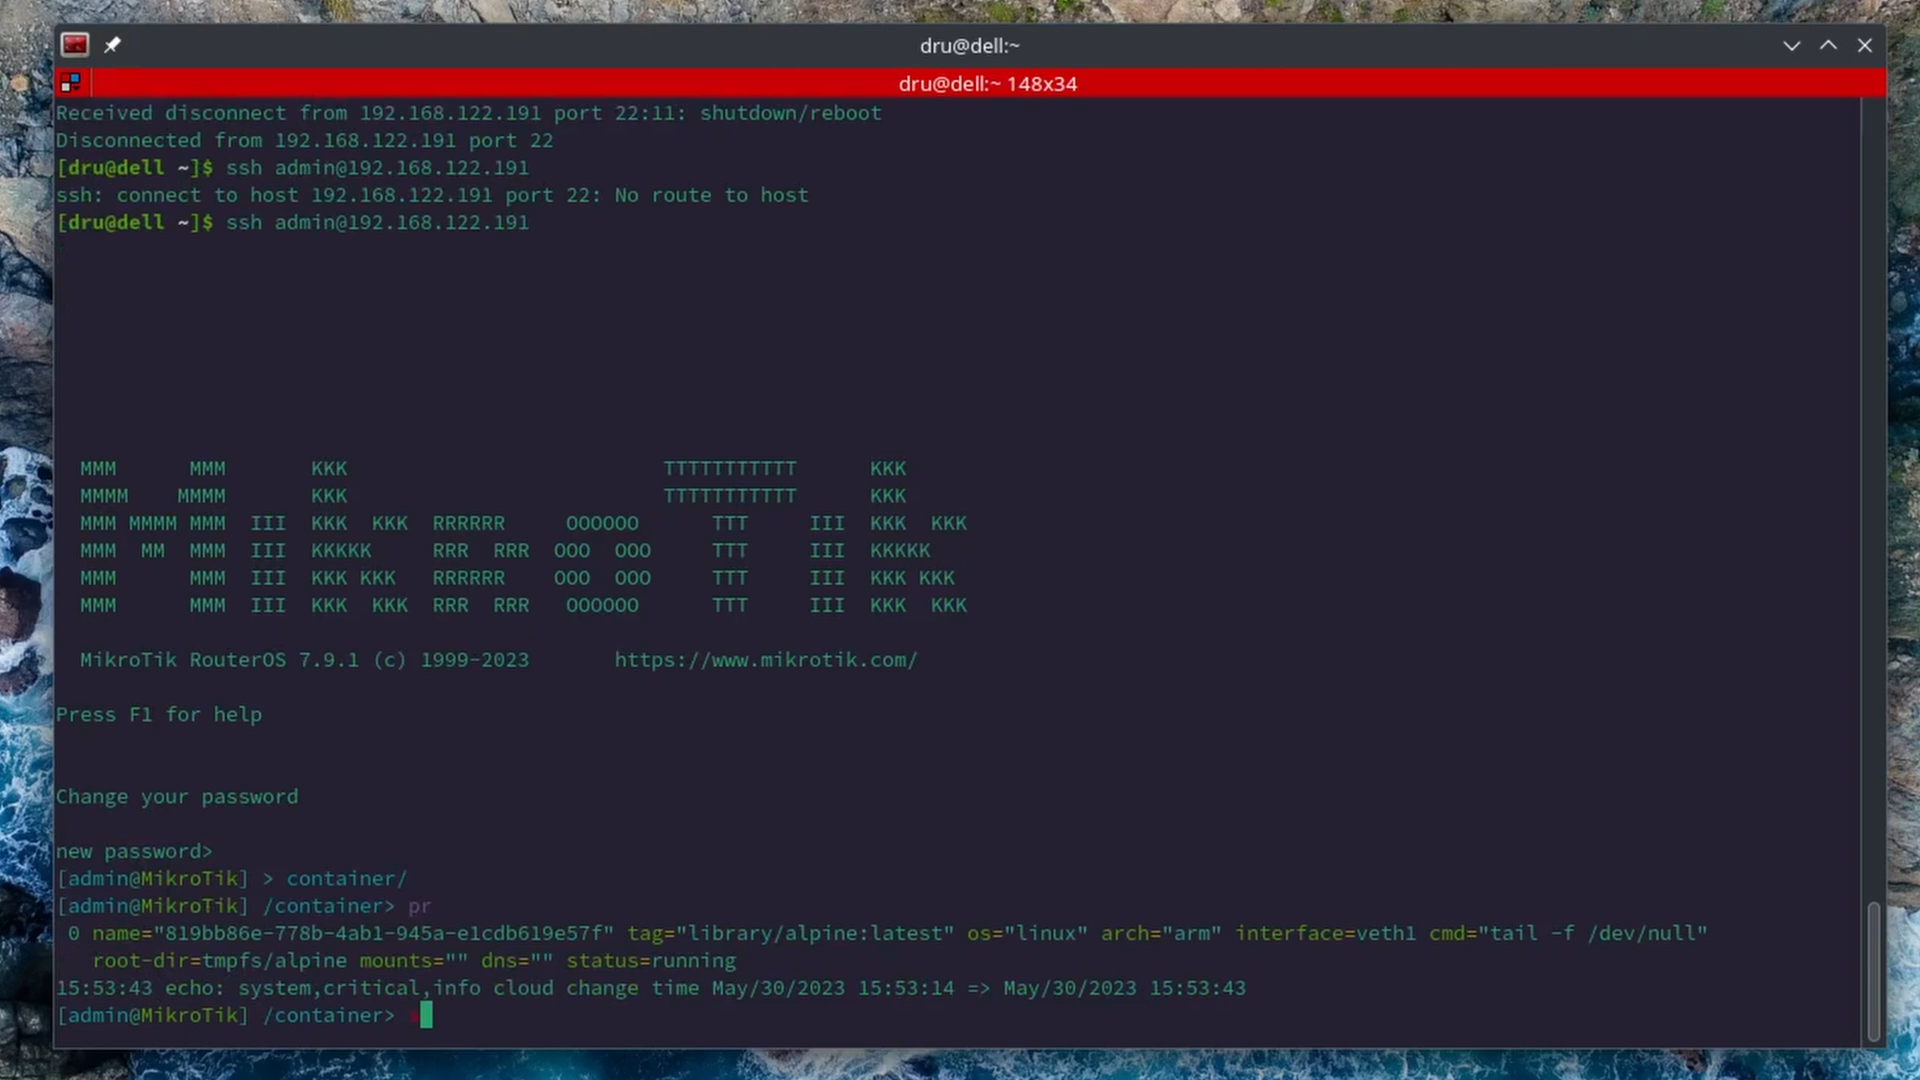 dru@dell:~
dru@dell:~ 148x34
Received disconnect from 192.168.122.191 port 22:11: shutdown/reboot
Disconnected from 192.168.122.191 port 22
[dru@dell ~]$ ssh admin@192.168.122.191
ssh: connect to host 192.168.122.191 port 22: No route to host
[dru@dell ~]$ ssh admin@192.168.122.191
MMM      MMM       KKK                          TTTTTTTTTTT      KKK
MMMM    MMMM       KKK                          TTTTTTTTTTT      KKK
MMM MMMM MMM  III  KKK  KKK  RRRRRR     OOOOOO      TTT     III  KKK  KKK
MMM  MM  MMM  III  KKKKK     RRR  RRR  OOO  OOO     TTT     III  KKKKK
MMM      MMM  III  KKK KKK   RRRRRR    OOO  OOO     TTT     III  KKK KKK
MMM      MMM  III  KKK  KKK  RRR  RRR   OOOOOO      TTT     III  KKK  KKK
MikroTik RouterOS 7.9.1 (c) 1999-2023       https://www.mikrotik.com/
Press F1 for help
Change your password
new password>
[admin@MikroTik] > container/
[admin@MikroTik] /container> pr
0 name="819bb86e-778b-4ab1-945a-e1cdb619e57f" tag="library/alpine:latest" os="linux" arch="arm" interface=veth1 cmd="tail -f /dev/null"
root-dir=tmpfs/alpine mounts="" dns="" status=running
15:53:43 echo: system,critical,info cloud change time May/30/2023 15:53:14 => May/30/2023 15:53:43
[admin@MikroTik] /container>